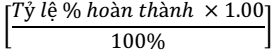 [Tỷ lệ % hoàn thành × 1.00]
100%